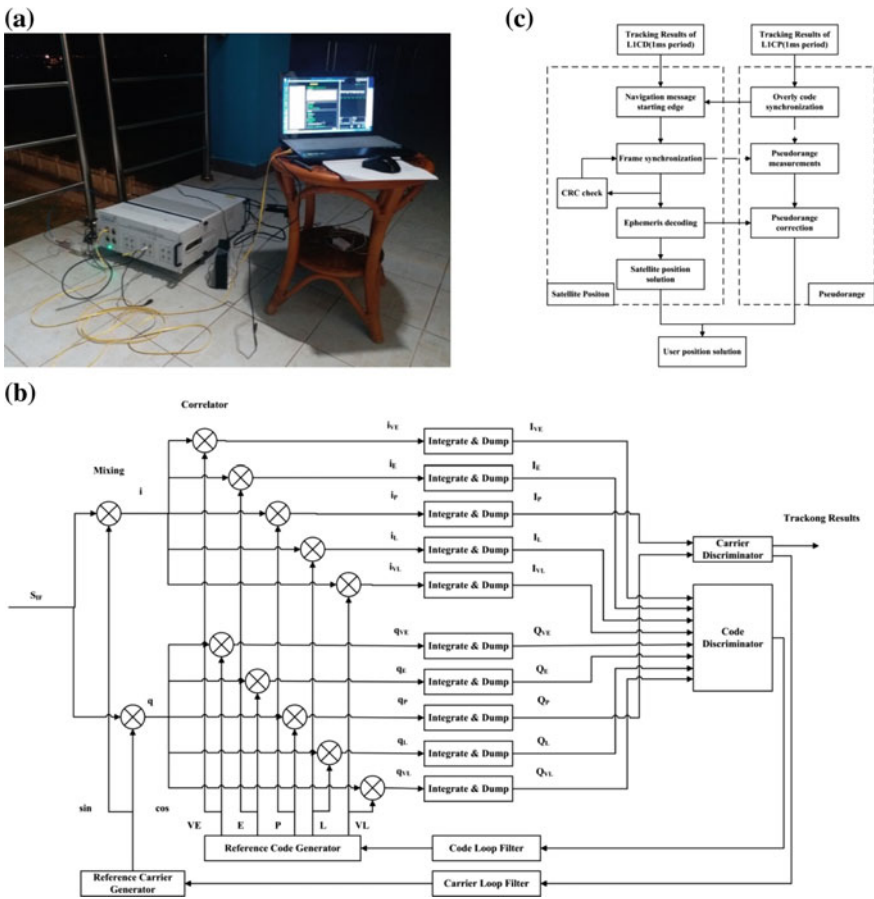 (a)
(c)
Tracking Results of
L1CD(1ms period)
Tracking Results of
L1CP(1ms period)
Navigation message
starting edge
Overly code
synchronization
Frame synchronization
Pseudorange
measurements
CRC check
Ephemeris decoding
Pseudorange
correction
Satellite position
solution
Satellite Positon
Pseudorange
User position solution
(b)
Correlator
Mixing
i
iVE
Integrate & Dump
IVE
iE
Integrate & Dump
IE
iP
Integrate & Dump
IP
iL
Integrate & Dump
IL
iVL
Integrate & Dump
IVL
Trackong Results
Carrier
Discriminator
SIF
Code
Discriminator
qVE
Integrate & Dump
QVE
qE
Integrate & Dump
QE
q
qP
Integrate & Dump
QP
qL
Integrate & Dump
QL
qVL
Integrate & Dump
QVL
sin
cos
VE
E
P
L
VL
Reference Code Generator
Code Loop Filter
Reference Carrier
Generator
Carrier Loop Filter